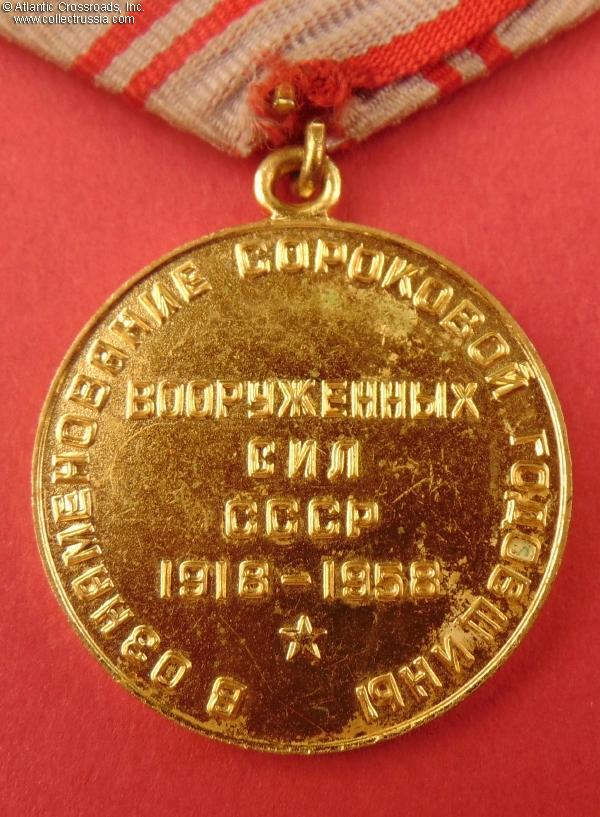 © Atlantic Crossroads, Inc.
www.collectrussia.com
В ОЗНАМЕНОВАНИЕ СОРОКОВОЙ ГОДОВЩИНЫ
ВООРУЖЕННЫХ
СИЛ
СССР
1918-1958